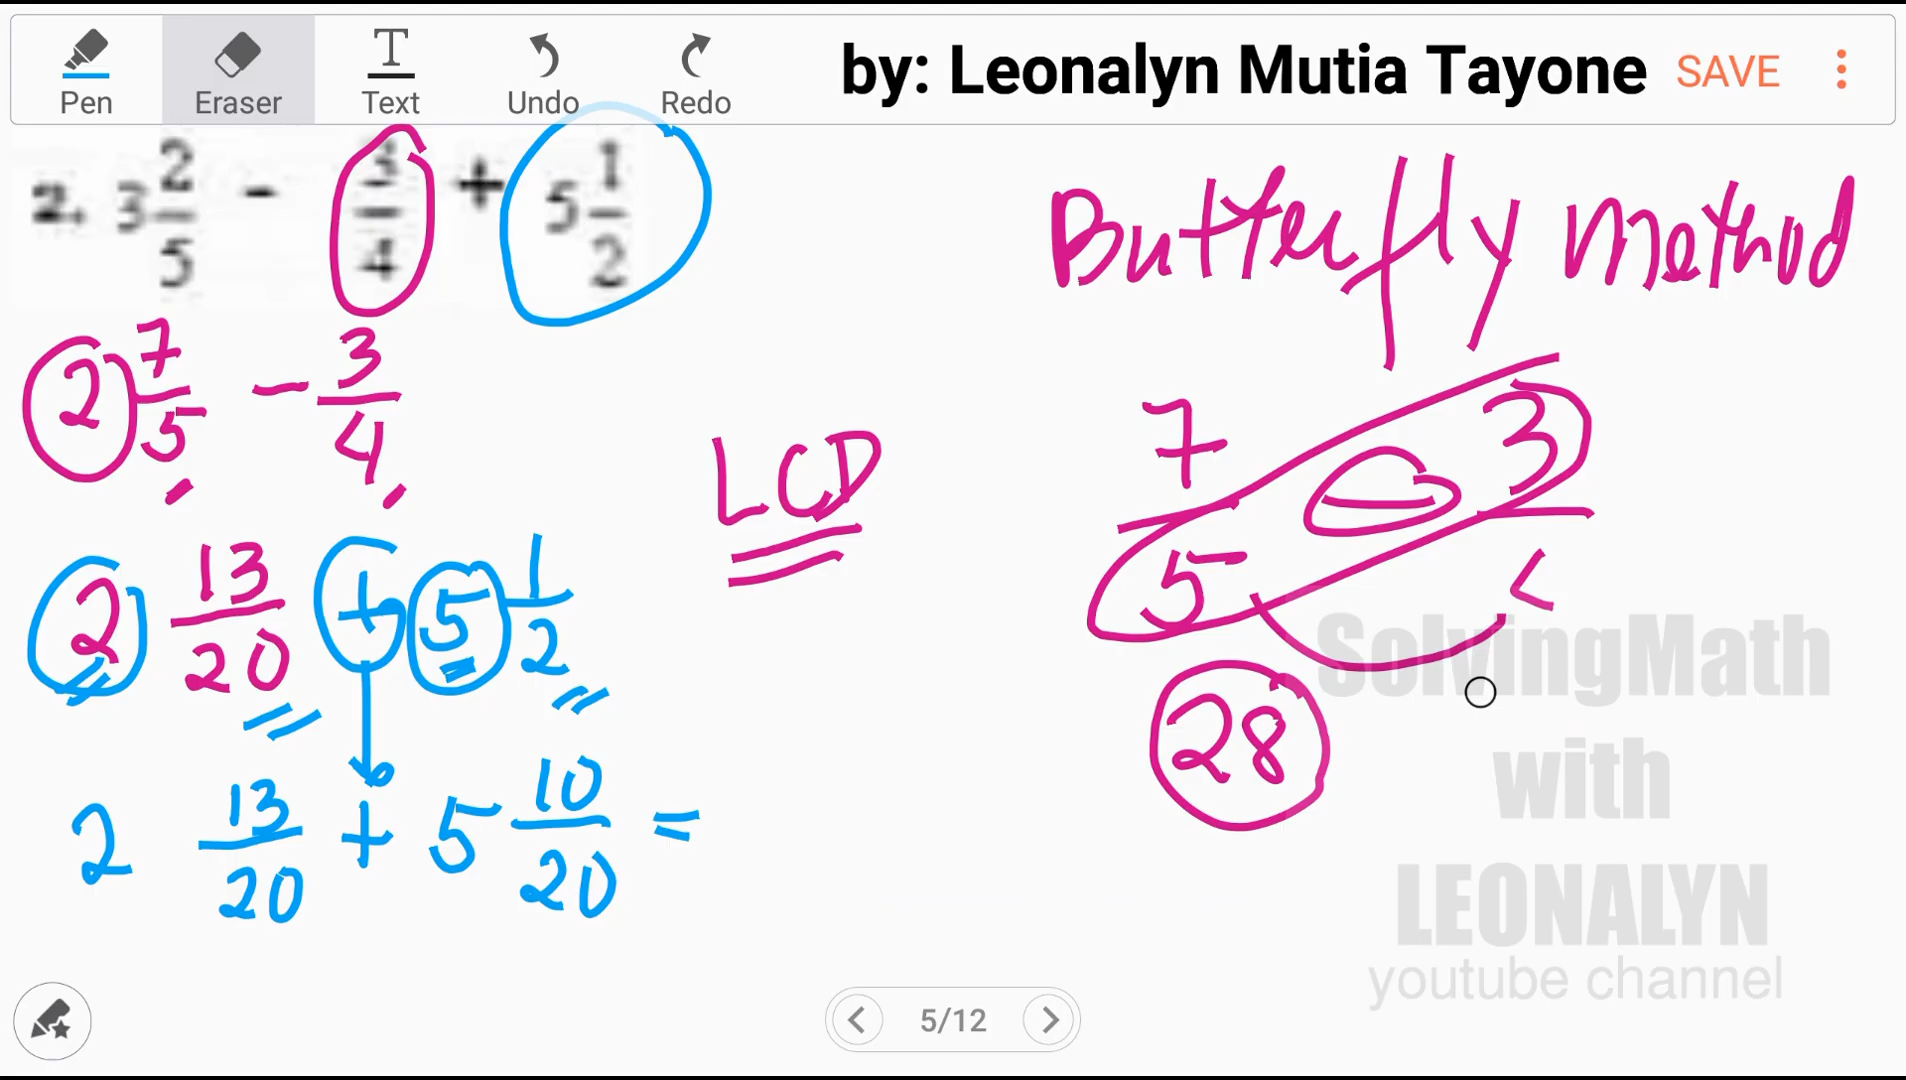 Pen Eraser Text Undo Redo by: Leonalyn Mutia Tayone SAVE
2. 3 2/5 - 3/4 + 5 1/2
Butterfly Method
2 7/5 - 3/4
LCD
7/5 - 3/
2 13/20 + 5 1/2
28
2 13/20 + 5 10/20 =
SolvingMath
with
LEONALYN
youtube channel
5/12